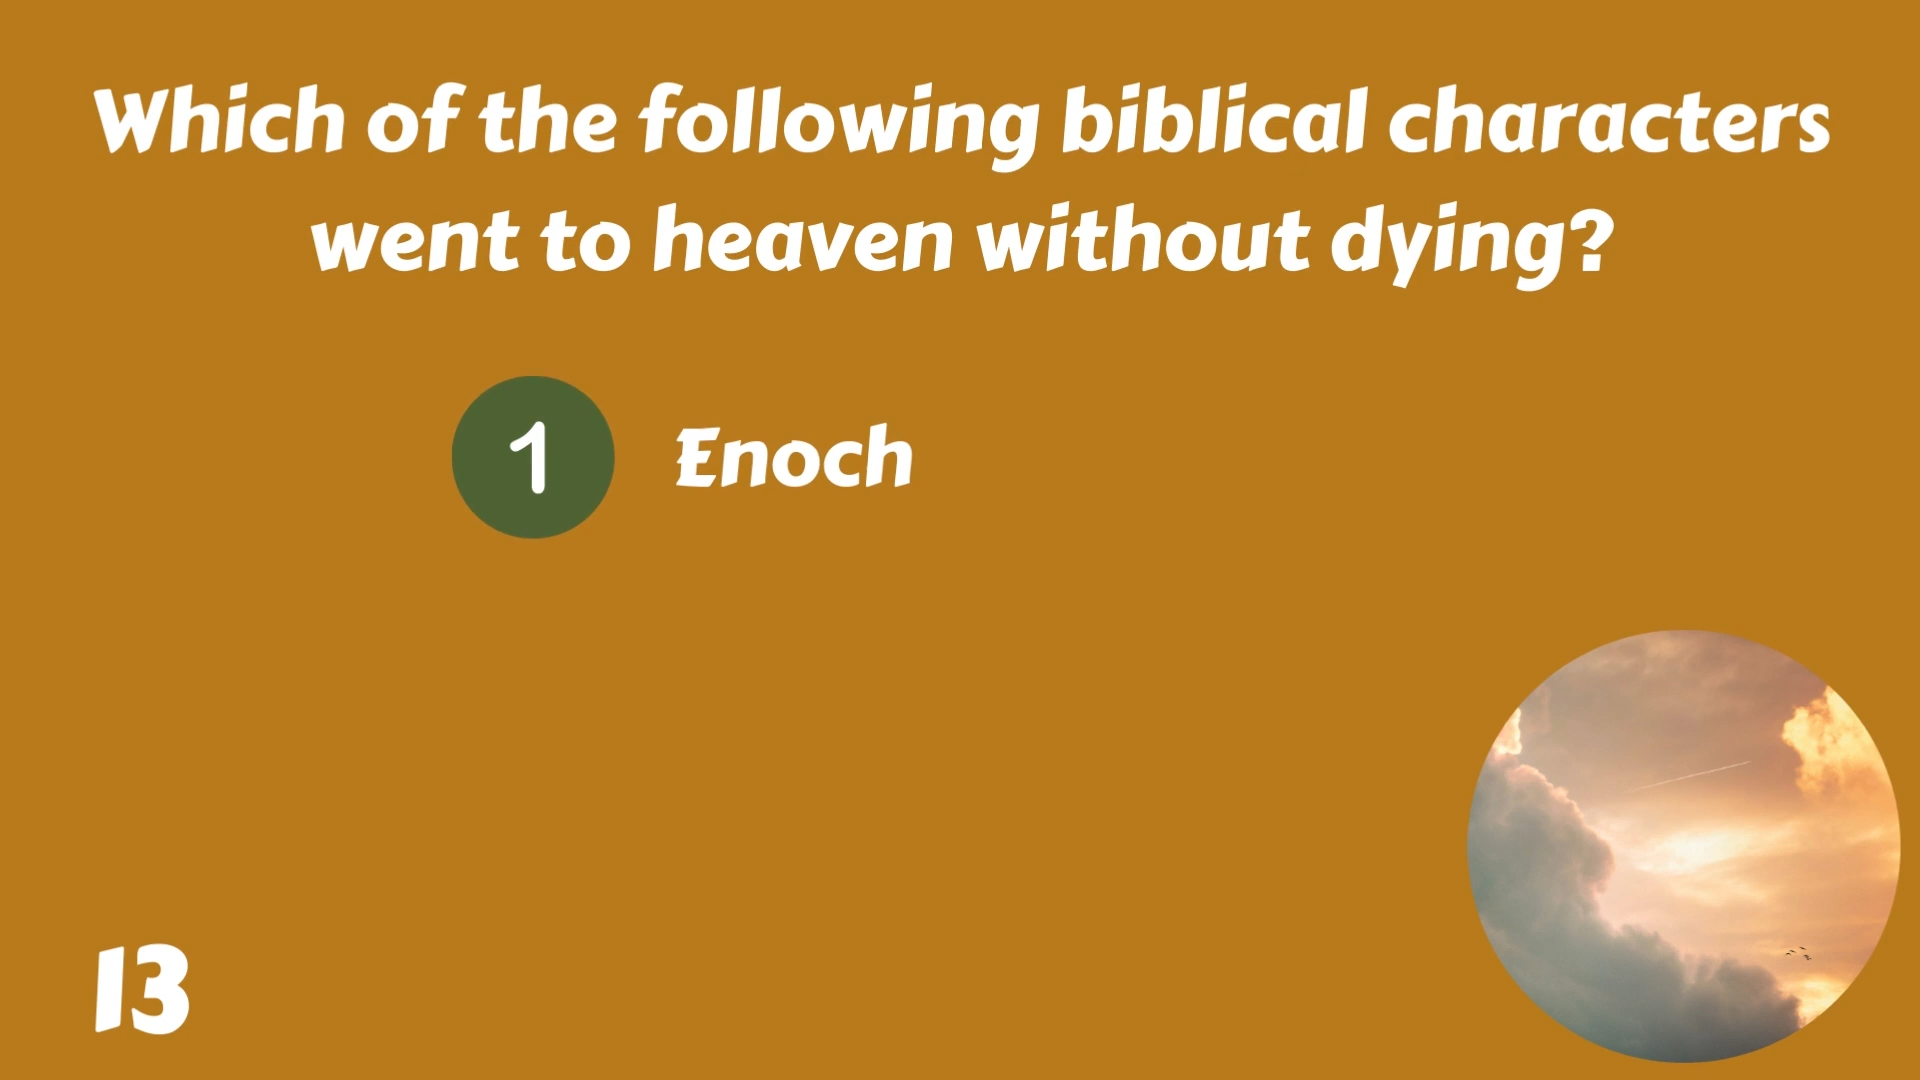 Which of the following biblical characters
went to heaven without dying?
1 Enoch
13